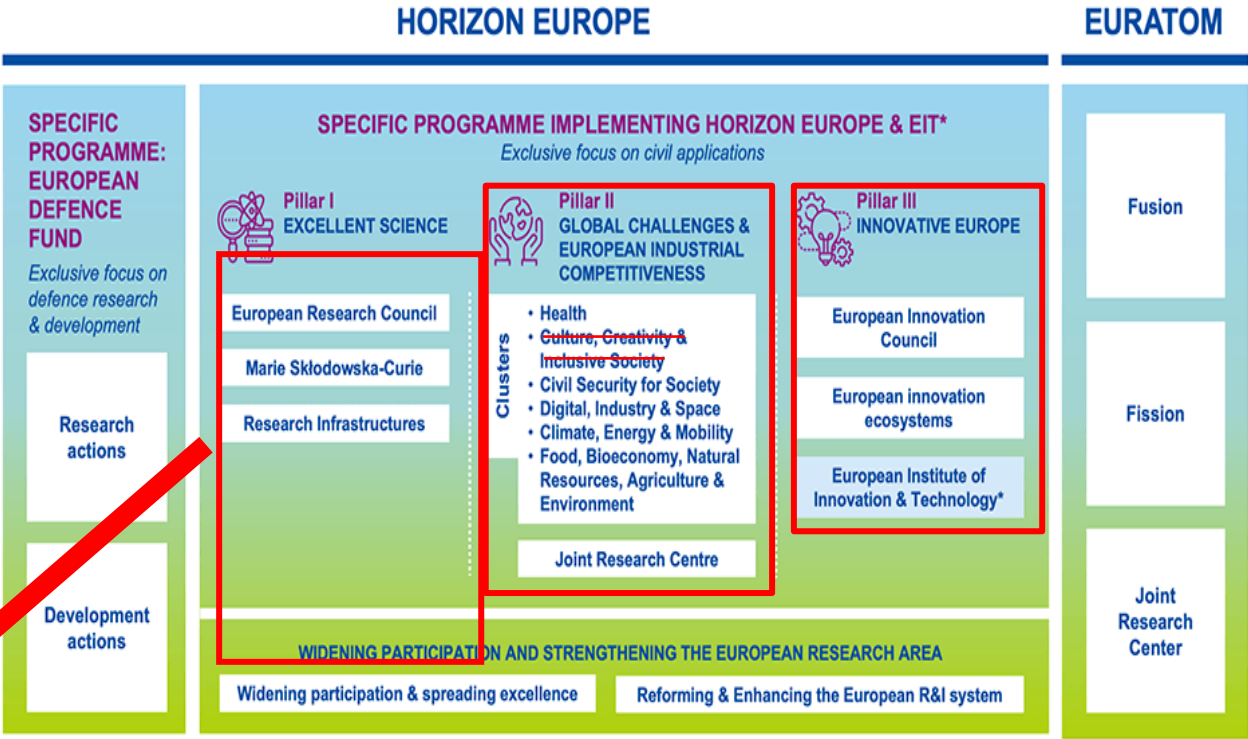 HORIZON EUROPE
EURATOM
SPECIFIC
PROGRAMME:
EUROPEAN
DEFENCE
FUND
Exclusive focus on
defence research
& development
Research
actions
Development
actions
SPECIFIC PROGRAMME IMPLEMENTING HORIZON EUROPE & EIT*
Exclusive focus on civil applications
Pillar I
EXCELLENT SCIENCE
European Research Council
Marie Skłodowska-Curie
Research Infrastructures
Pillar II
GLOBAL CHALLENGES &
EUROPEAN INDUSTRIAL
COMPETITIVENESS
Clusters
• Health
• Culture, Creativity &
Inclusive Society
• Civil Security for Society
• Digital, Industry & Space
• Climate, Energy & Mobility
• Food, Bioeconomy, Natural
Resources, Agriculture &
Environment
Joint Research Centre
Pillar III
INNOVATIVE EUROPE
European Innovation
Council
European innovation
ecosystems
European Institute of
Innovation & Technology*
WIDENING PARTICIPATION AND STRENGTHENING THE EUROPEAN RESEARCH AREA
Widening participation & spreading excellence
Reforming & Enhancing the European R&I system
Fusion
Fission
Joint
Research
Center